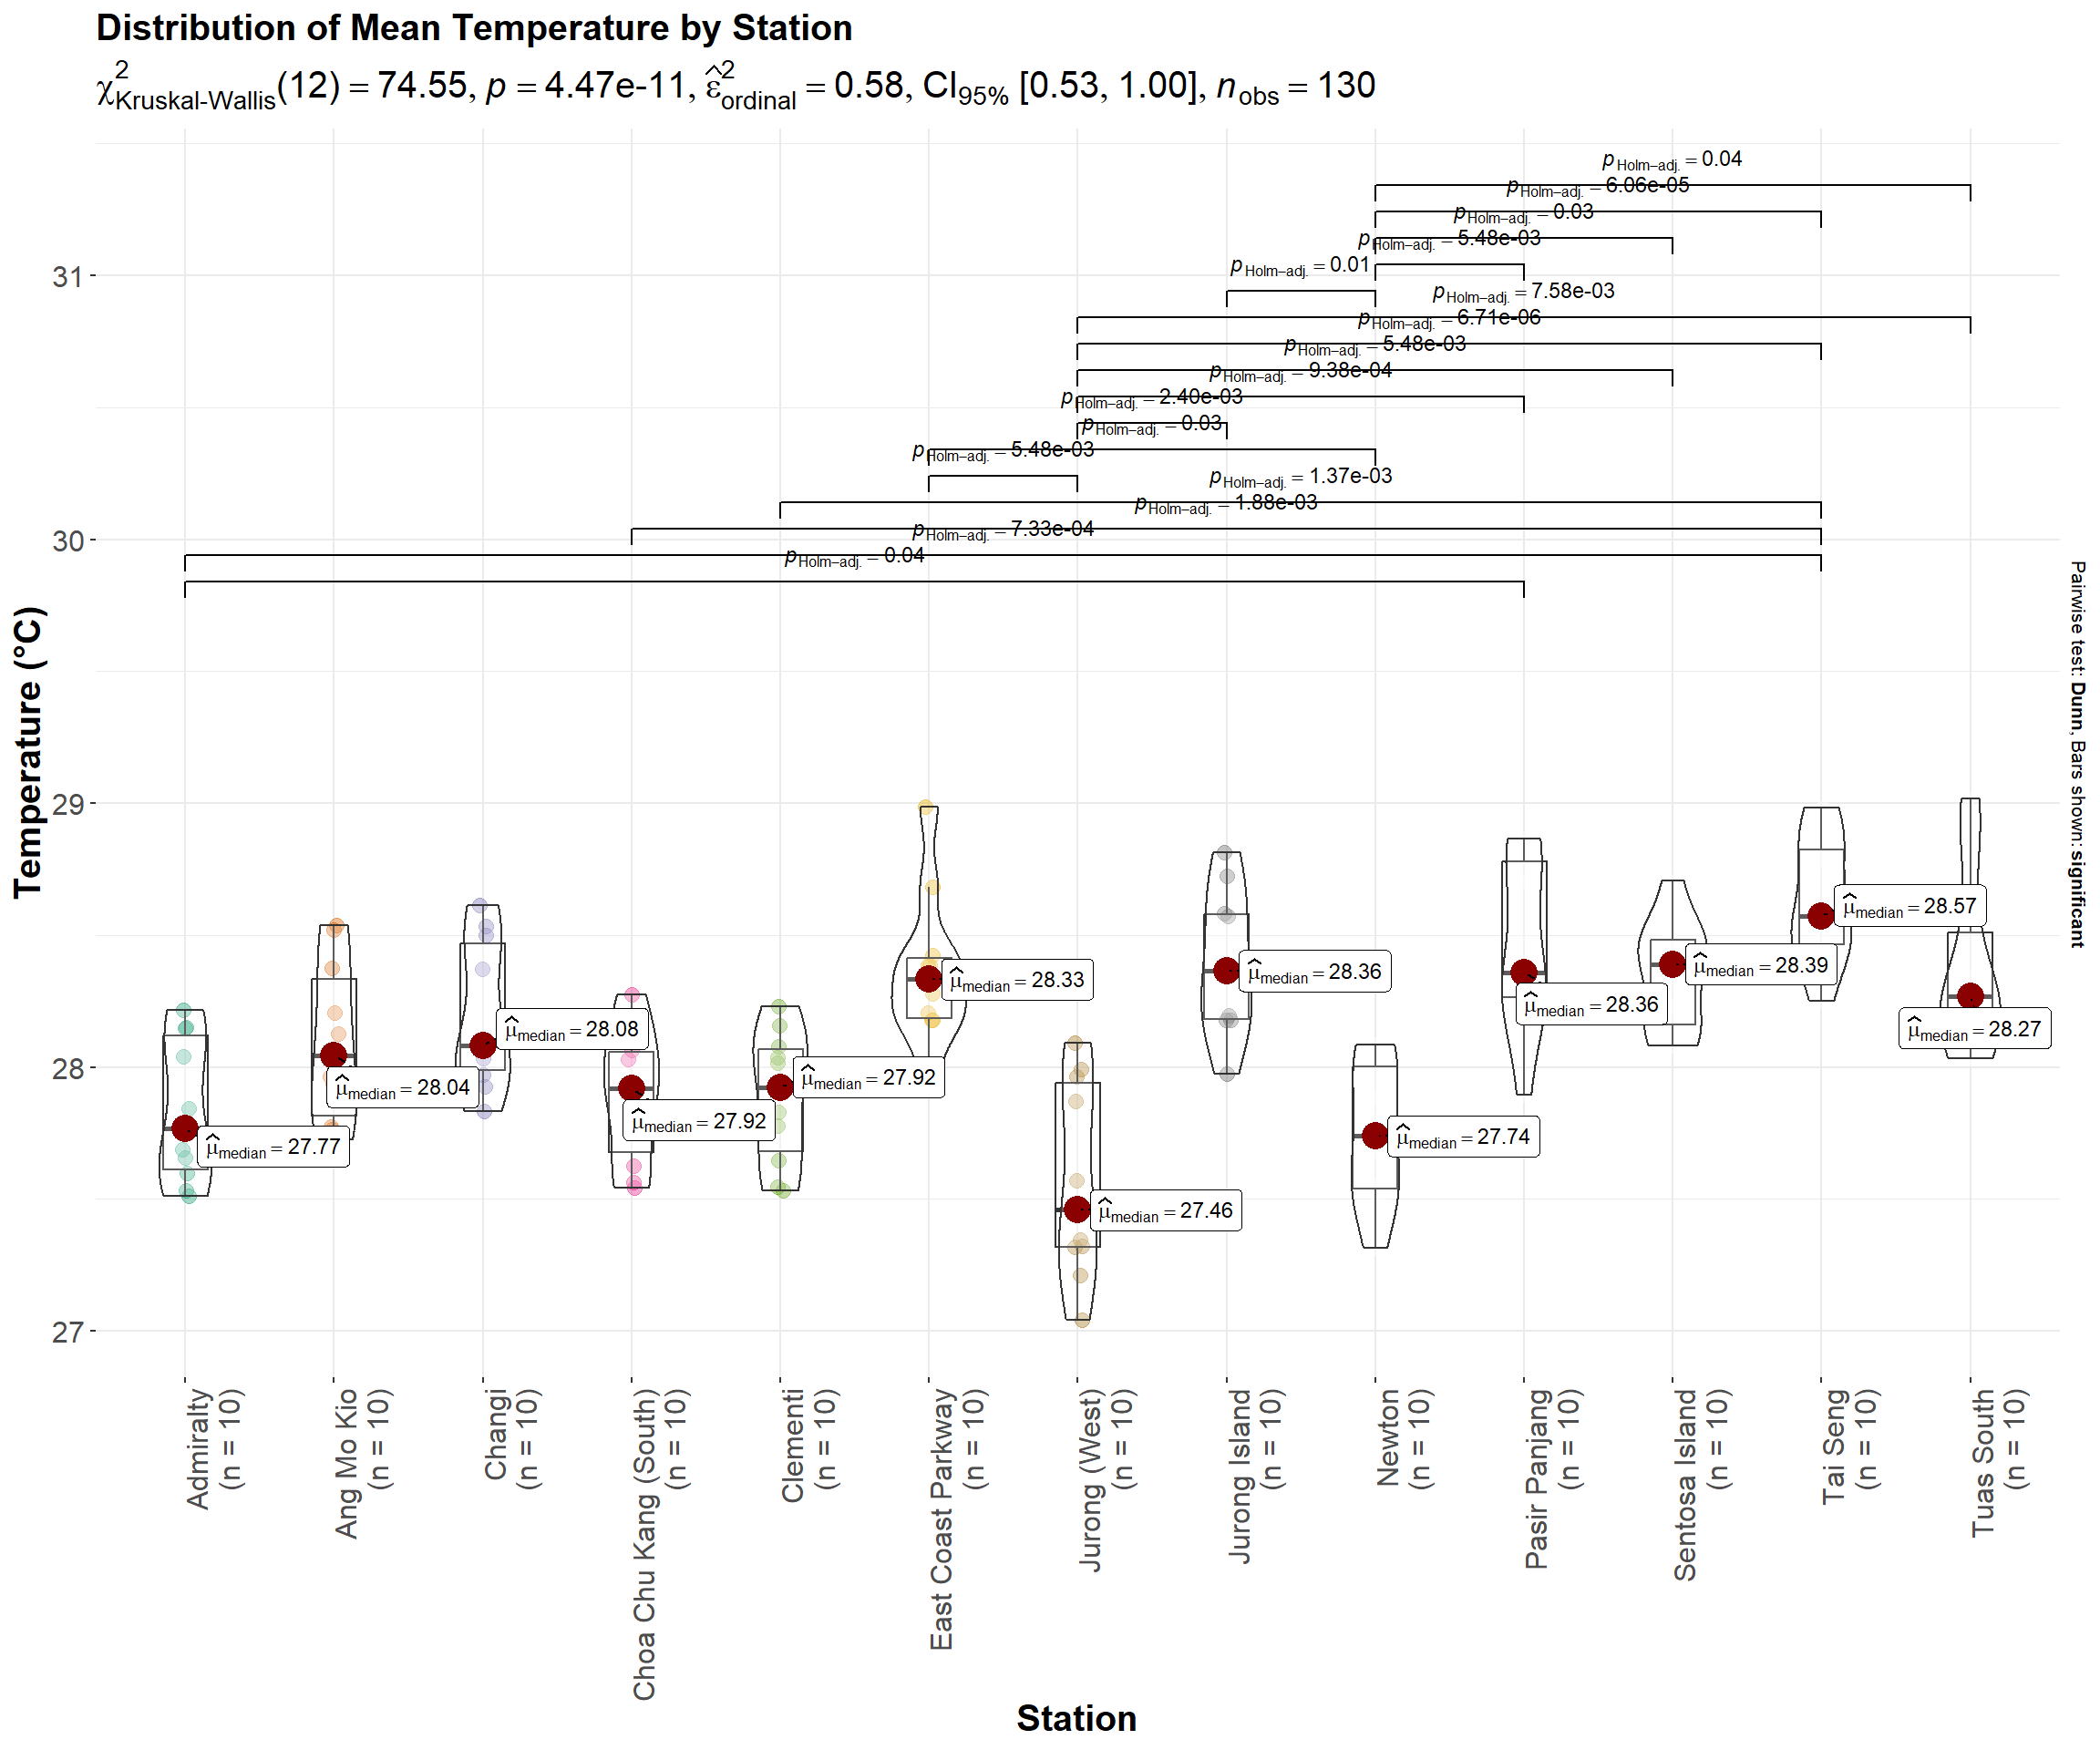 Distribution of Mean Temperature by Station
χ²Kruskal-Wallis(12) = 74.55, p = 4.47e-11, ε̂²ordinal = 0.58, CI95% [0.53, 1.00], nobs = 130
pHolm–adj. = 0.04
pHolm–adj. = 6.06e-05
pHolm–adj. = 0.03
pHolm–adj. = 5.48e-03
pHolm–adj. = 0.01
pHolm–adj. = 7.58e-03
pHolm–adj. = 6.71e-06
pHolm–adj. = 5.48e-03
pHolm–adj. = 9.38e-04
pHolm–adj. = 2.40e-03
pHolm–adj. = 0.03
pHolm–adj. = 5.48e-03
pHolm–adj. = 1.37e-03
pHolm–adj. = 1.88e-03
pHolm–adj. = 7.33e-04
pHolm–adj. = 0.04
31
30
29
28
27
Temperature (°C)
μ̂median = 27.77
μ̂median = 28.04
μ̂median = 28.08
μ̂median = 27.92
μ̂median = 27.92
μ̂median = 28.33
μ̂median = 27.46
μ̂median = 28.36
μ̂median = 27.74
μ̂median = 28.36
μ̂median = 28.39
μ̂median = 28.57
μ̂median = 28.27
Pairwise test: Dunn, Bars shown: significant
Admiralty
(n = 10)
Ang Mo Kio
(n = 10)
Changi
(n = 10)
Choa Chu Kang (South)
(n = 10)
Clementi
(n = 10)
East Coast Parkway
(n = 10)
Jurong (West)
(n = 10)
Jurong Island
(n = 10)
Newton
(n = 10)
Pasir Panjang
(n = 10)
Sentosa Island
(n = 10)
Tai Seng
(n = 10)
Tuas South
(n = 10)
Station